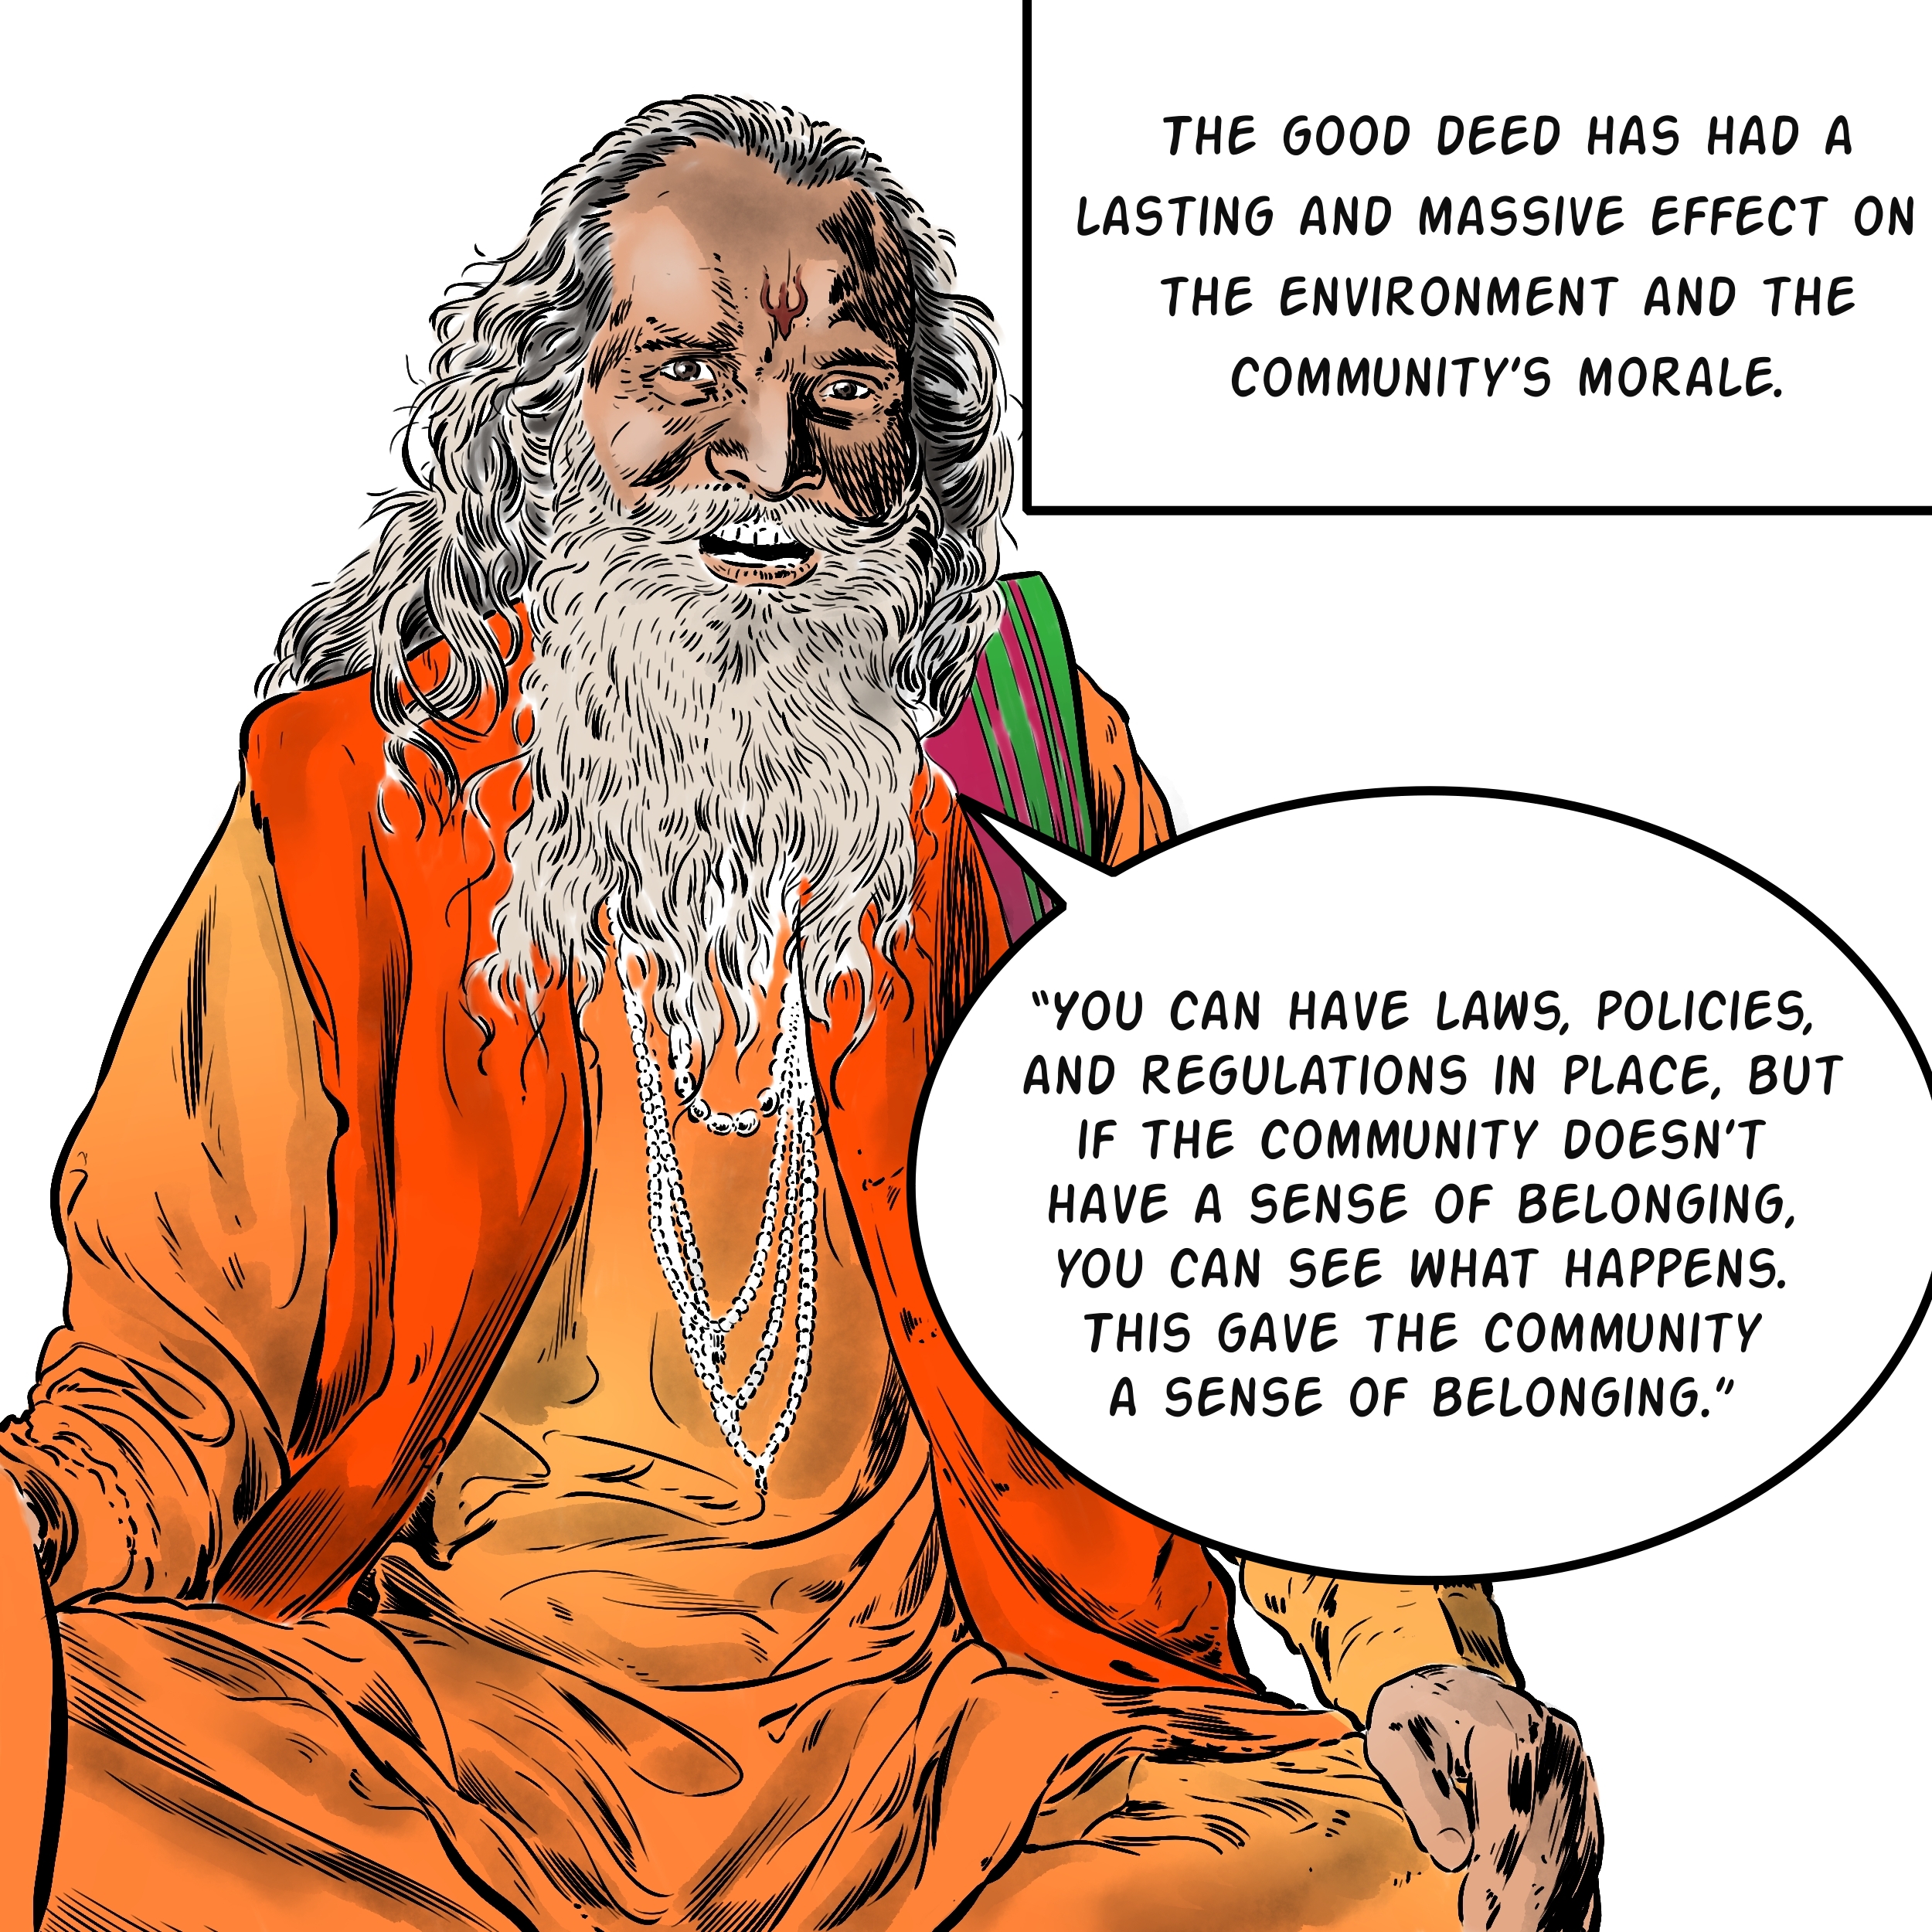 THE GOOD DEED HAS HAD A
LASTING AND MASSIVE EFFECT ON
THE ENVIRONMENT AND THE
COMMUNITY'S MORALE.
"YOU CAN HAVE LAWS, POLICIES,
AND REGULATIONS IN PLACE, BUT
IF THE COMMUNITY DOESN'T
HAVE A SENSE OF BELONGING,
YOU CAN SEE WHAT HAPPENS.
THIS GAVE THE COMMUNITY
A SENSE OF BELONGING."